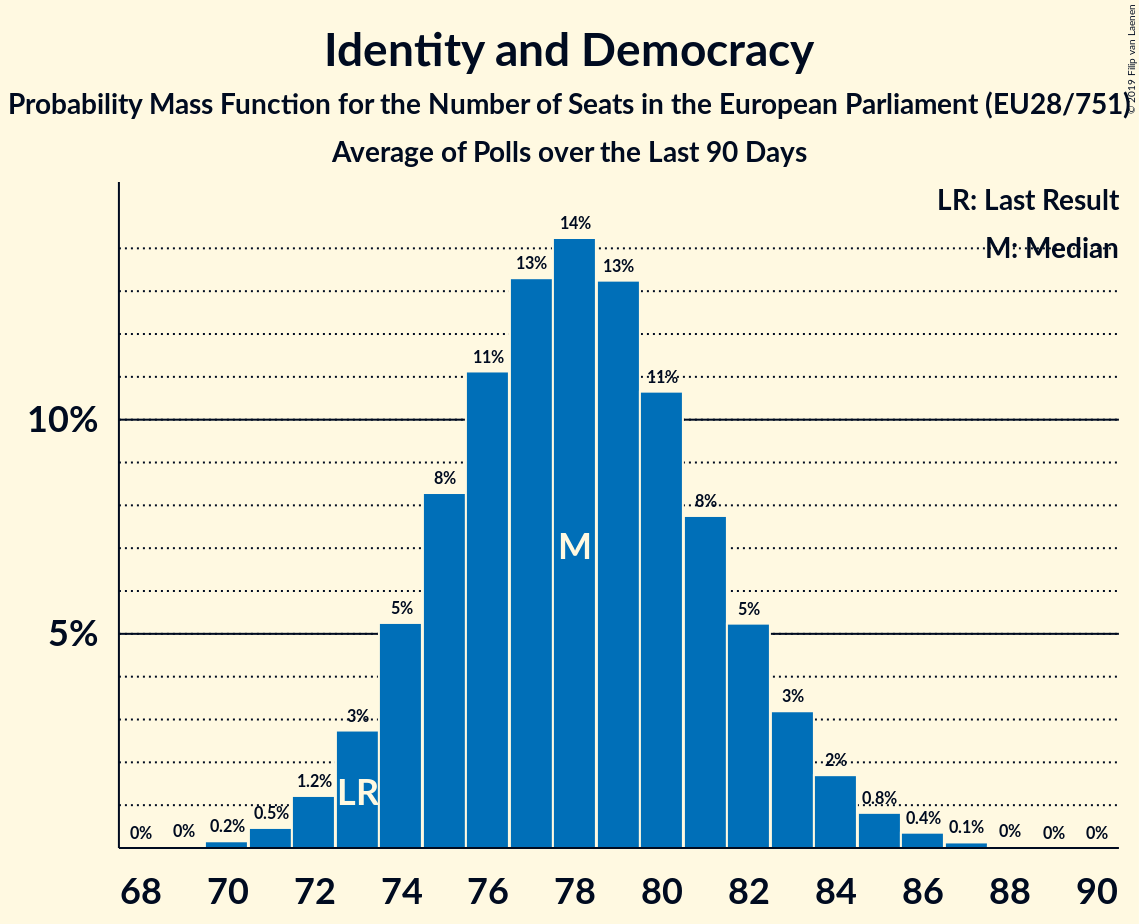 Identity and Democracy
Probability Mass Function for the Number of Seats in the European Parliament (EU28/751)
Average of Polls over the Last 90 Days
© 2019 Filip van Laenen
LR: Last Result
M: Median
10%
5%
0% 0% 0.2% 0.5% 1.2% 3% 5% 8% 11% 13% 14% 13% 11% 8% 5% 3% 2% 0.8% 0.4% 0.1% 0% 0% 0%
M
LR
68 70 72 74 76 78 80 82 84 86 88 90